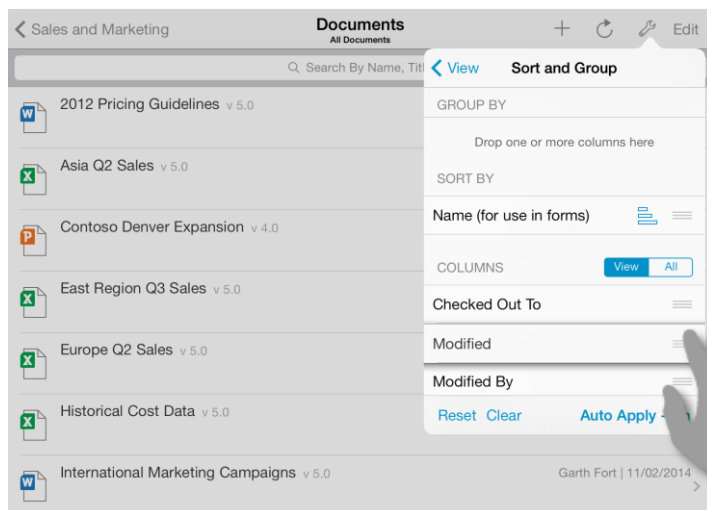 Sales and Marketing
Documents
All Documents
Edit
Search By Name, Tit
View
Sort and Group
GROUP BY
Drop one or more columns here
SORT BY
Name (for use in forms)
COLUMNS
View
All
Checked Out To
Modified
Modified By
Reset
Clear
Auto Apply -
2012 Pricing Guidelines v 5.0
Asia Q2 Sales v 5.0
Contoso Denver Expansion v 4.0
East Region Q3 Sales v 5.0
Europe Q2 Sales v 5.0
Historical Cost Data v 5.0
International Marketing Campaigns v 5.0
Garth Fort | 11/02/2014